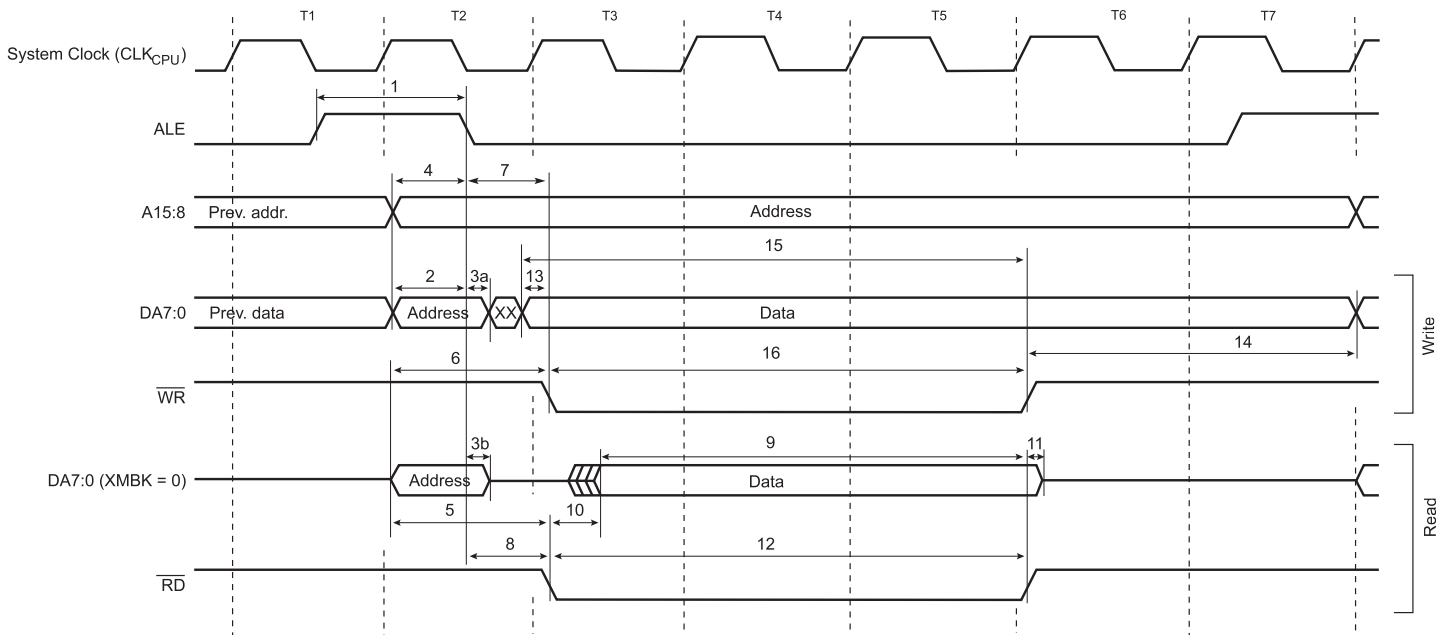 T1 T2 T3 T4 T5 T6 T7
System Clock (CLKCPU)
1
ALE
4 7
A15:8 Prev. addr. Address
15
2 3a 13
DA7:0 Prev. data Address XX Data
14
6 16
WR
Write
3b 9 11
DA7:0 (XMBK = 0) Address Data
5 10
8 12
RD
Read